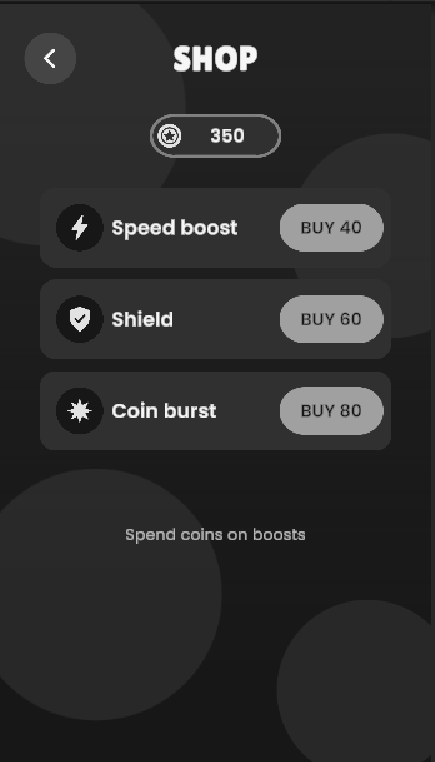 SHOP
350
Speed boost BUY 40
Shield BUY 60
Coin burst BUY 80
Spend coins on boosts